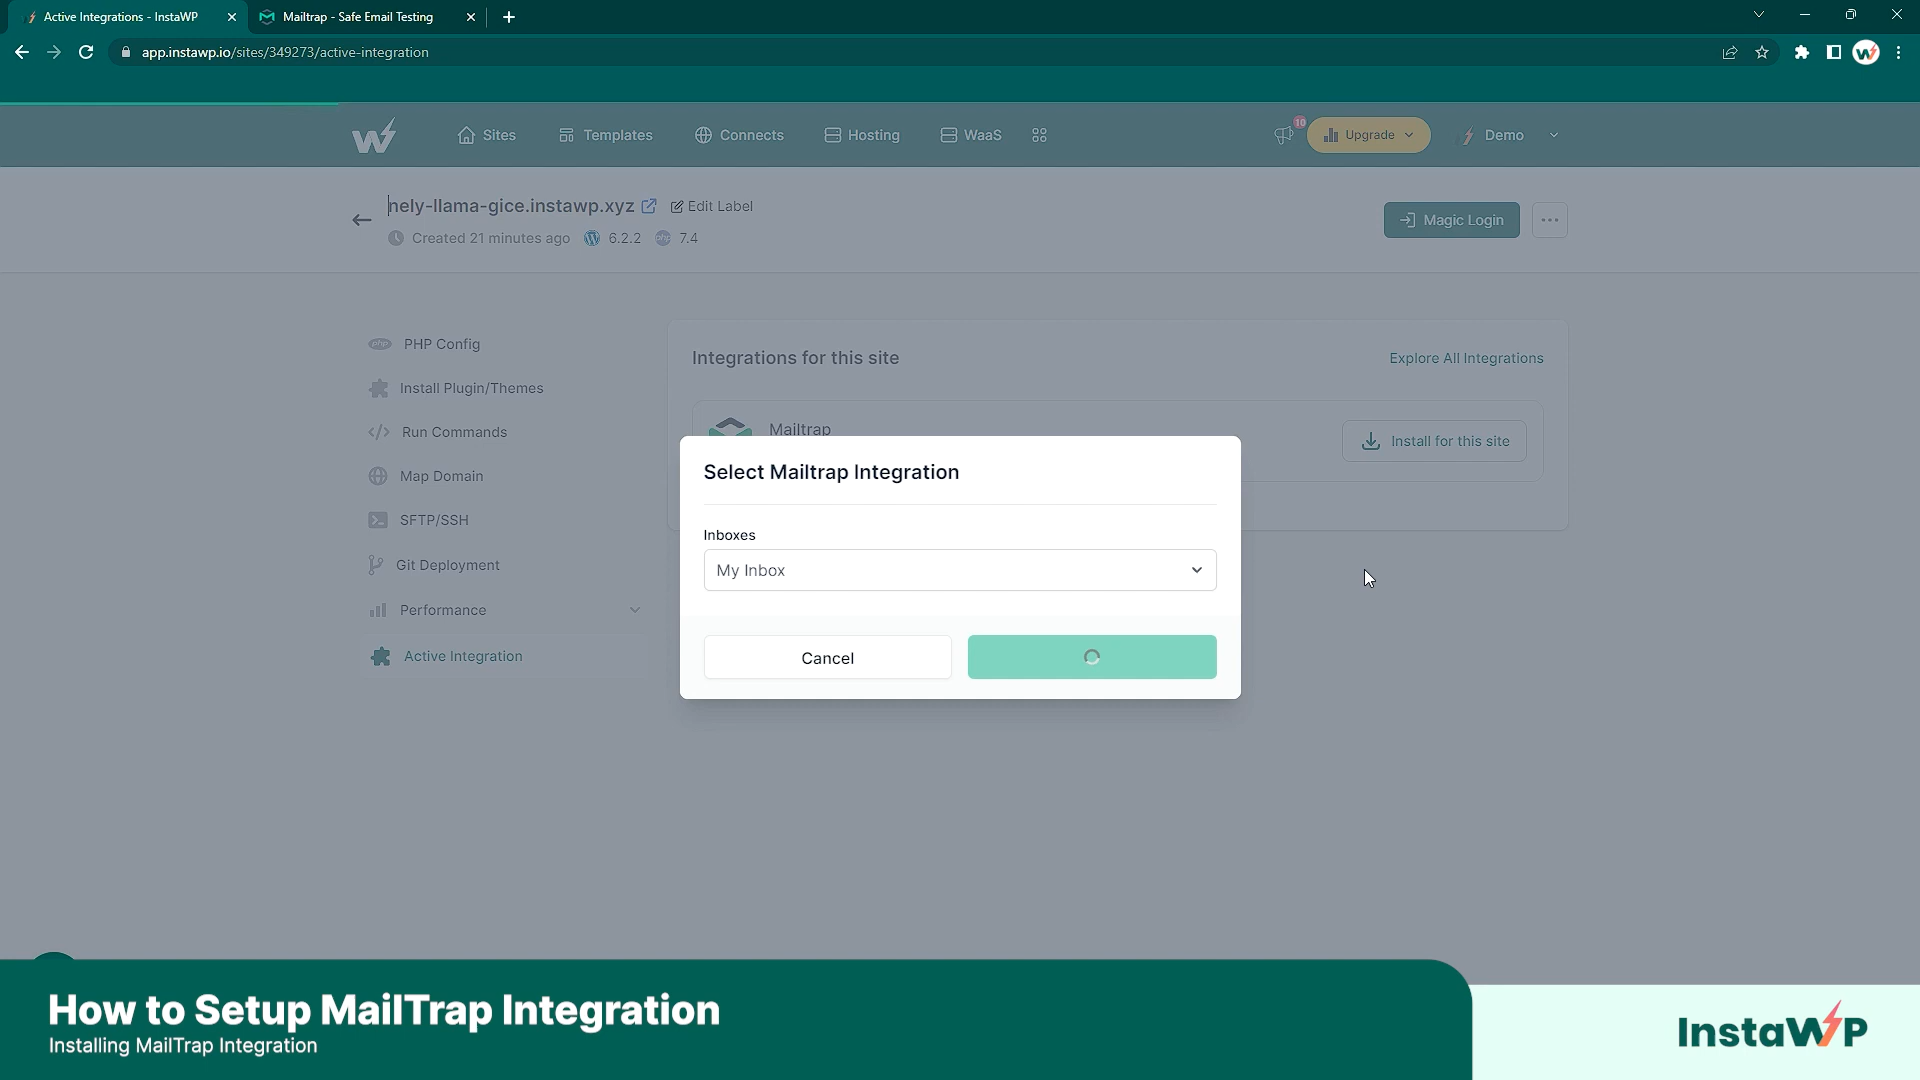 Active Integrations - InstaWP
Mailtrap - Safe Email Testing
app.instawp.io/sites/349273/active-integration
Sites
Templates
Connects
Hosting
WaaS
10
Upgrade
Demo
nely-llama-gice.instawp.xyz
Edit Label
Created 21 minutes ago
6.2.2
php
7.4
Magic Login
php
PHP Config
Install Plugin/Themes
Run Commands
Map Domain
SFTP/SSH
Git Deployment
Performance
Active Integration
Integrations for this site
Explore All Integrations
Mailtrap
Install for this site
Select Mailtrap Integration
Inboxes
My Inbox
Cancel
How to Setup MailTrap Integration
Installing MailTrap Integration
InstaWP